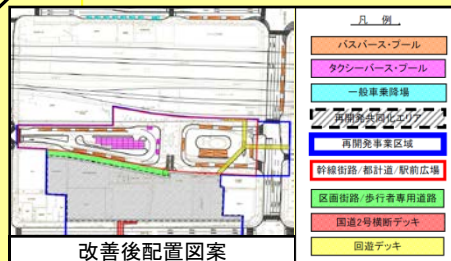 凡 例
バスバース・プール
タクシーバース・プール
一般車乗降場
再開発共同化エリア
再開発事業区域
幹線街路/都計道/駅前広場
区画街路/歩行者専用道路
国道2号横断デッキ
回遊デッキ
改善後配置図案